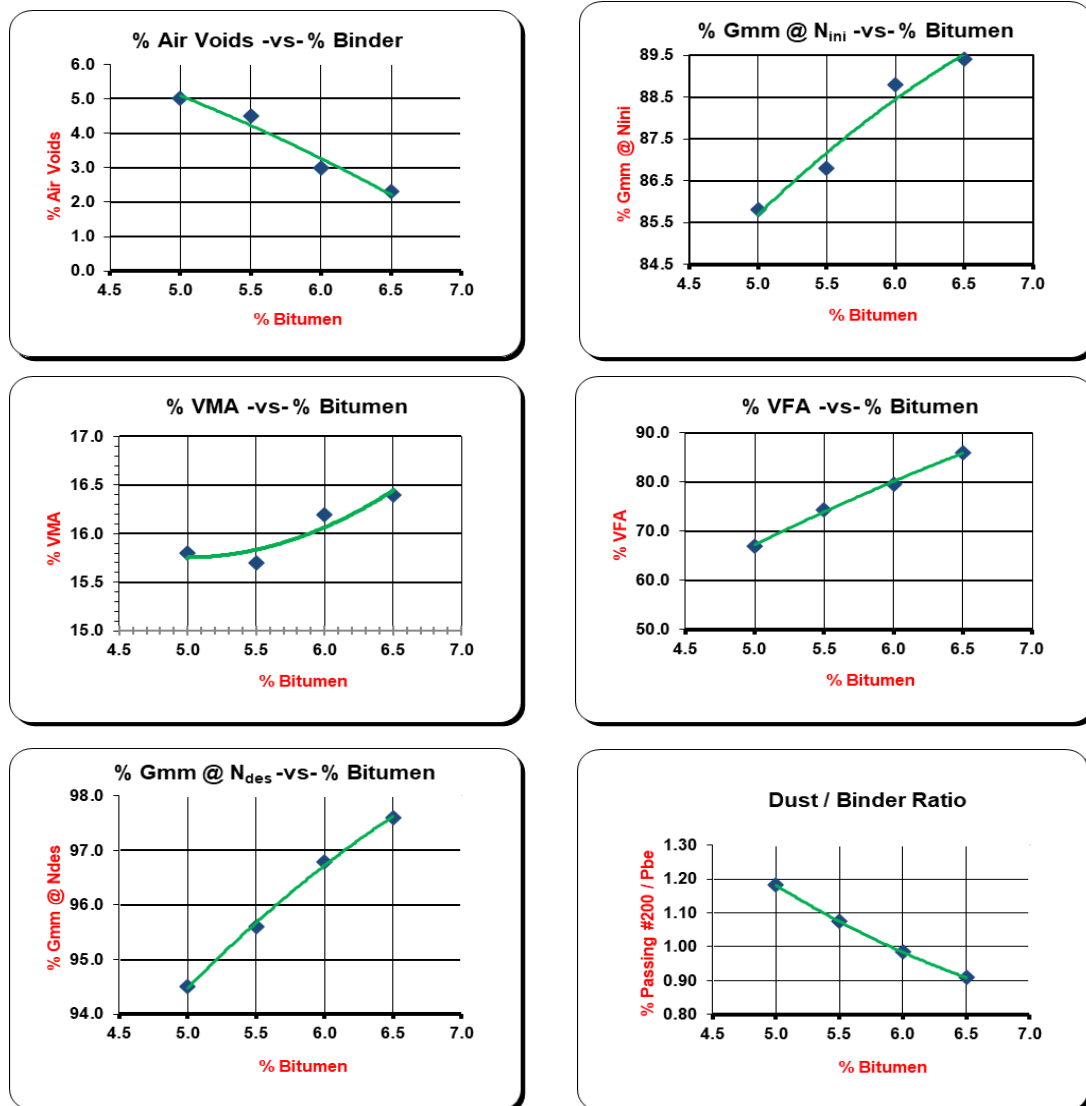 % Air Voids -vs- % Binder
6.0
5.0
4.0
3.0
2.0
1.0
0.0
% Air Voids
4.5 5.0 5.5 6.0 6.5 7.0
% Bitumen
% Gmm @ Nini -vs- % Bitumen
89.5
88.5
87.5
86.5
85.5
84.5
% Gmm @ Nini
4.5 5.0 5.5 6.0 6.5 7.0
% Bitumen
% VMA -vs- % Bitumen
17.0
16.5
16.0
15.5
15.0
% VMA
4.5 5.0 5.5 6.0 6.5 7.0
% Bitumen
% VFA -vs- % Bitumen
90.0
80.0
70.0
60.0
50.0
% VFA
4.5 5.0 5.5 6.0 6.5 7.0
% Bitumen
% Gmm @ Ndes -vs- % Bitumen
98.0
97.0
96.0
95.0
94.0
% Gmm @ Ndes
4.5 5.0 5.5 6.0 6.5 7.0
% Bitumen
Dust / Binder Ratio
1.30
1.20
1.10
1.00
0.90
0.80
% Passing #200 / Pbe
4.5 5.0 5.5 6.0 6.5 7.0
% Bitumen